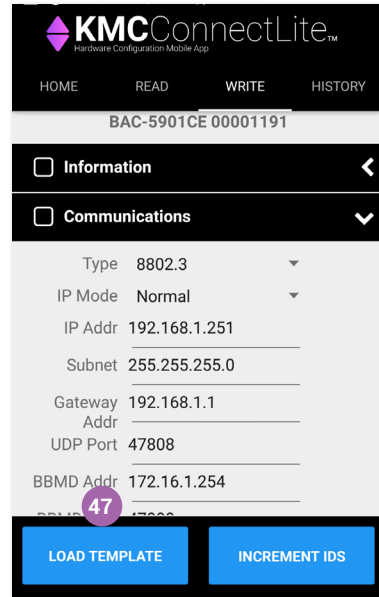 KMCConnectLite™
Hardware Configuration Mobile App
HOME READ WRITE HISTORY
BAC-5901CE 00001191
Information
Communications
Type 8802.3
IP Mode Normal
IP Addr 192.168.1.251
Subnet 255.255.255.0
Gateway Addr 192.168.1.1
UDP Port 47808
BBMD Addr 172.16.1.254
47
LOAD TEMPLATE INCREMENT IDS